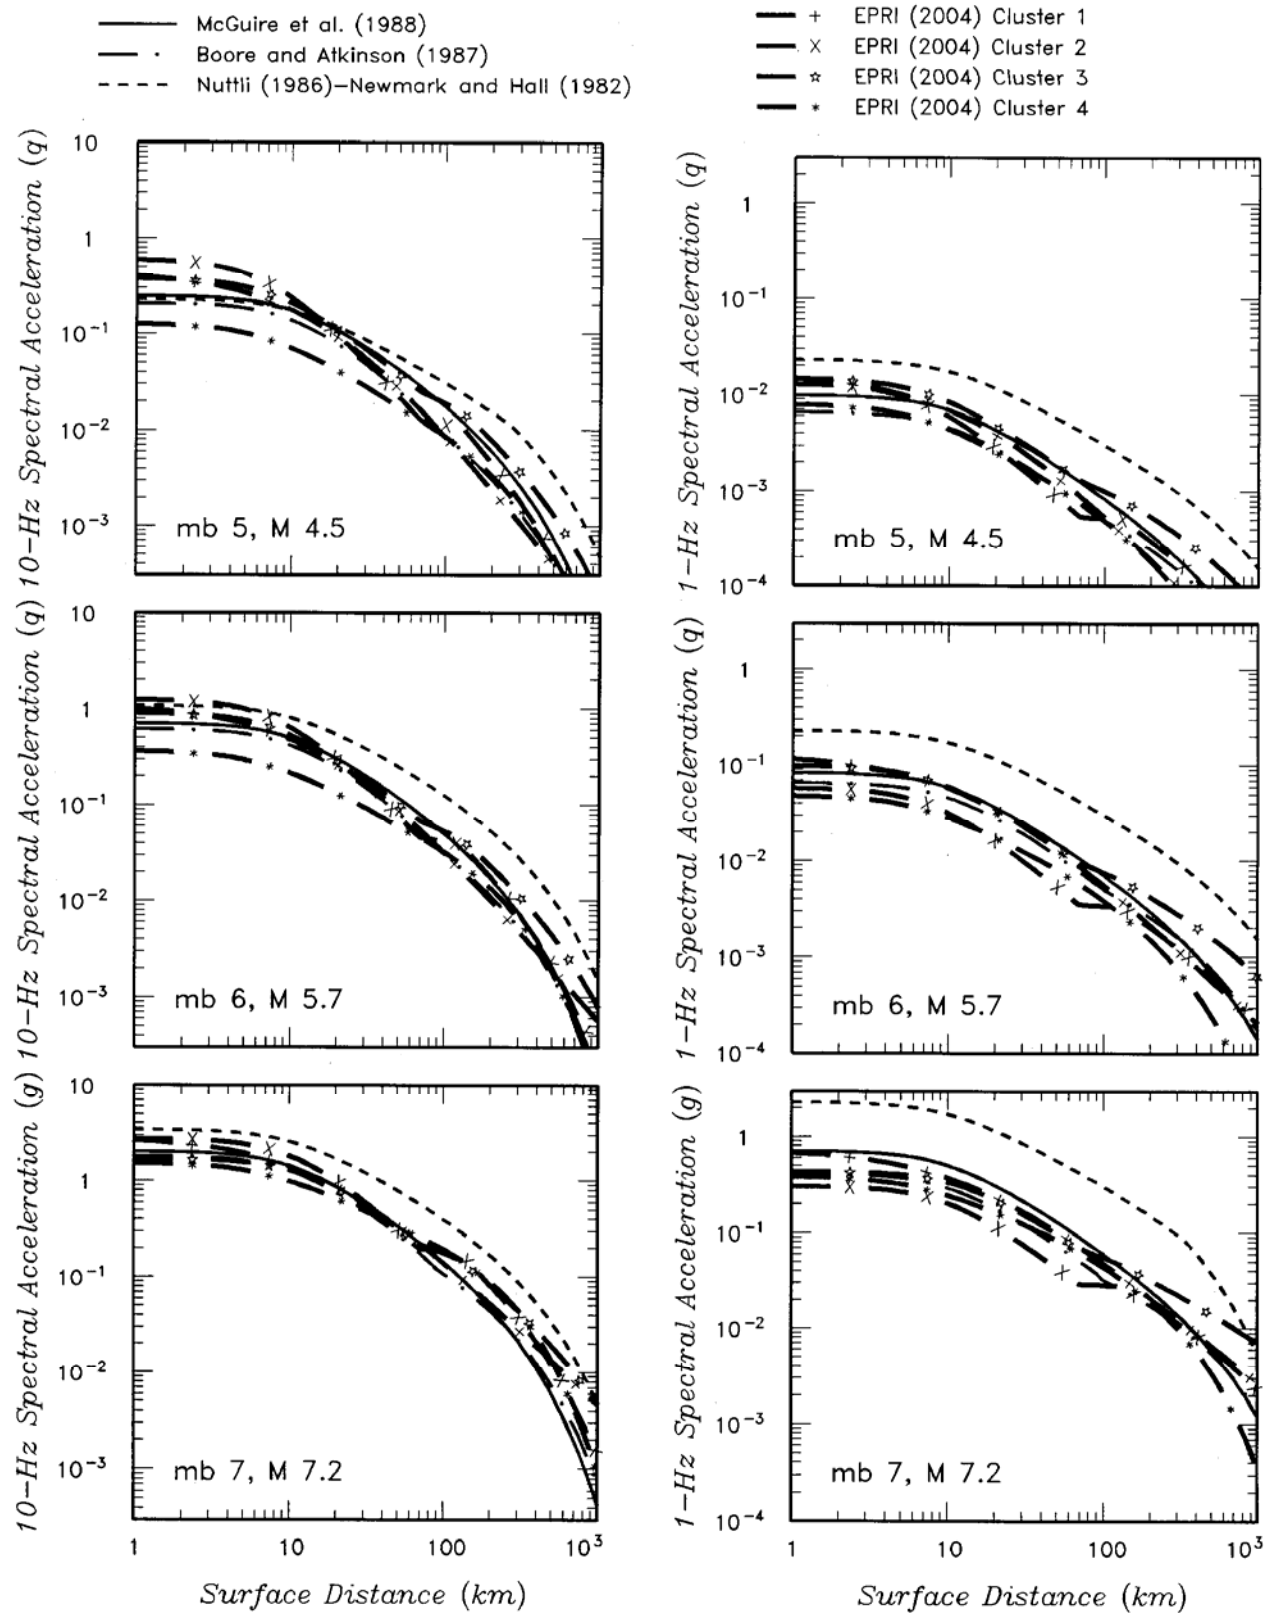 McGuire et al. (1988)
Boore and Atkinson (1987)
Nuttli (1986)−Newmark and Hall (1982)
+ EPRI (2004) Cluster 1
× EPRI (2004) Cluster 2
☆ EPRI (2004) Cluster 3
* EPRI (2004) Cluster 4
10−Hz Spectral Acceleration (g)
10
1
10⁻¹
10⁻²
10⁻³
mb 5, M 4.5
1−Hz Spectral Acceleration (g)
1
10⁻¹
10⁻²
10⁻³
10⁻⁴
mb 5, M 4.5
10−Hz Spectral Acceleration (g)
10
1
10⁻¹
10⁻²
10⁻³
mb 6, M 5.7
1−Hz Spectral Acceleration (g)
1
10⁻¹
10⁻²
10⁻³
10⁻⁴
mb 6, M 5.7
10−Hz Spectral Acceleration (g)
10
1
10⁻¹
10⁻²
10⁻³
mb 7, M 7.2
1 10 100 10³
Surface Distance (km)
1−Hz Spectral Acceleration (g)
1
10⁻¹
10⁻²
10⁻³
10⁻⁴
mb 7, M 7.2
1 10 100 10³
Surface Distance (km)